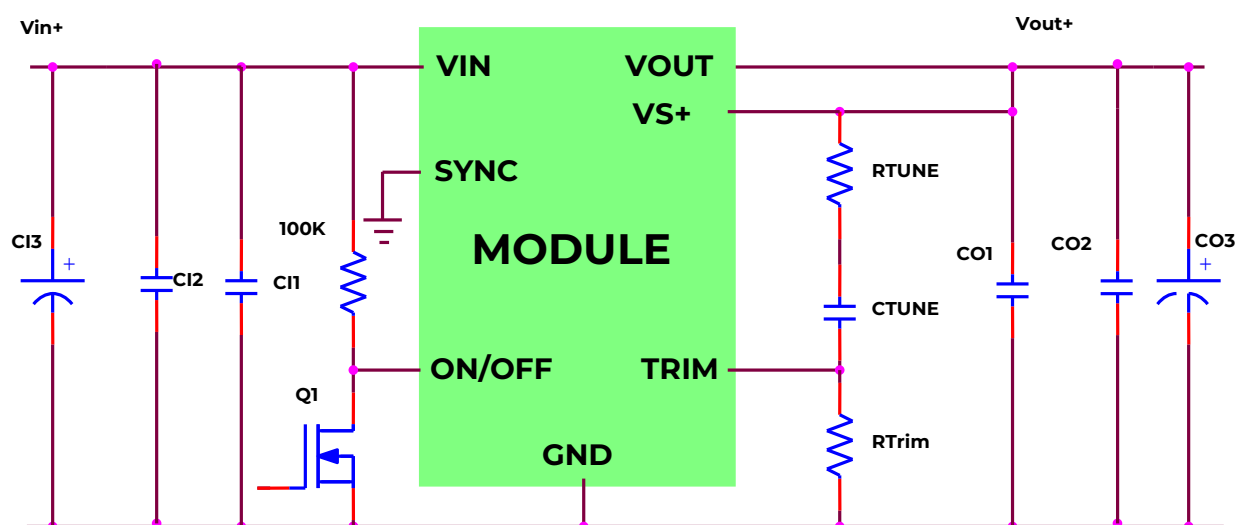 Vin+
Vout+
VIN
VOUT
VS+
SYNC
RTUNE
100K
MODULE
CI3
+
CI2
CI1
CO1
CO2
CO3
+
CTUNE
ON/OFF
TRIM
Q1
RTrim
GND